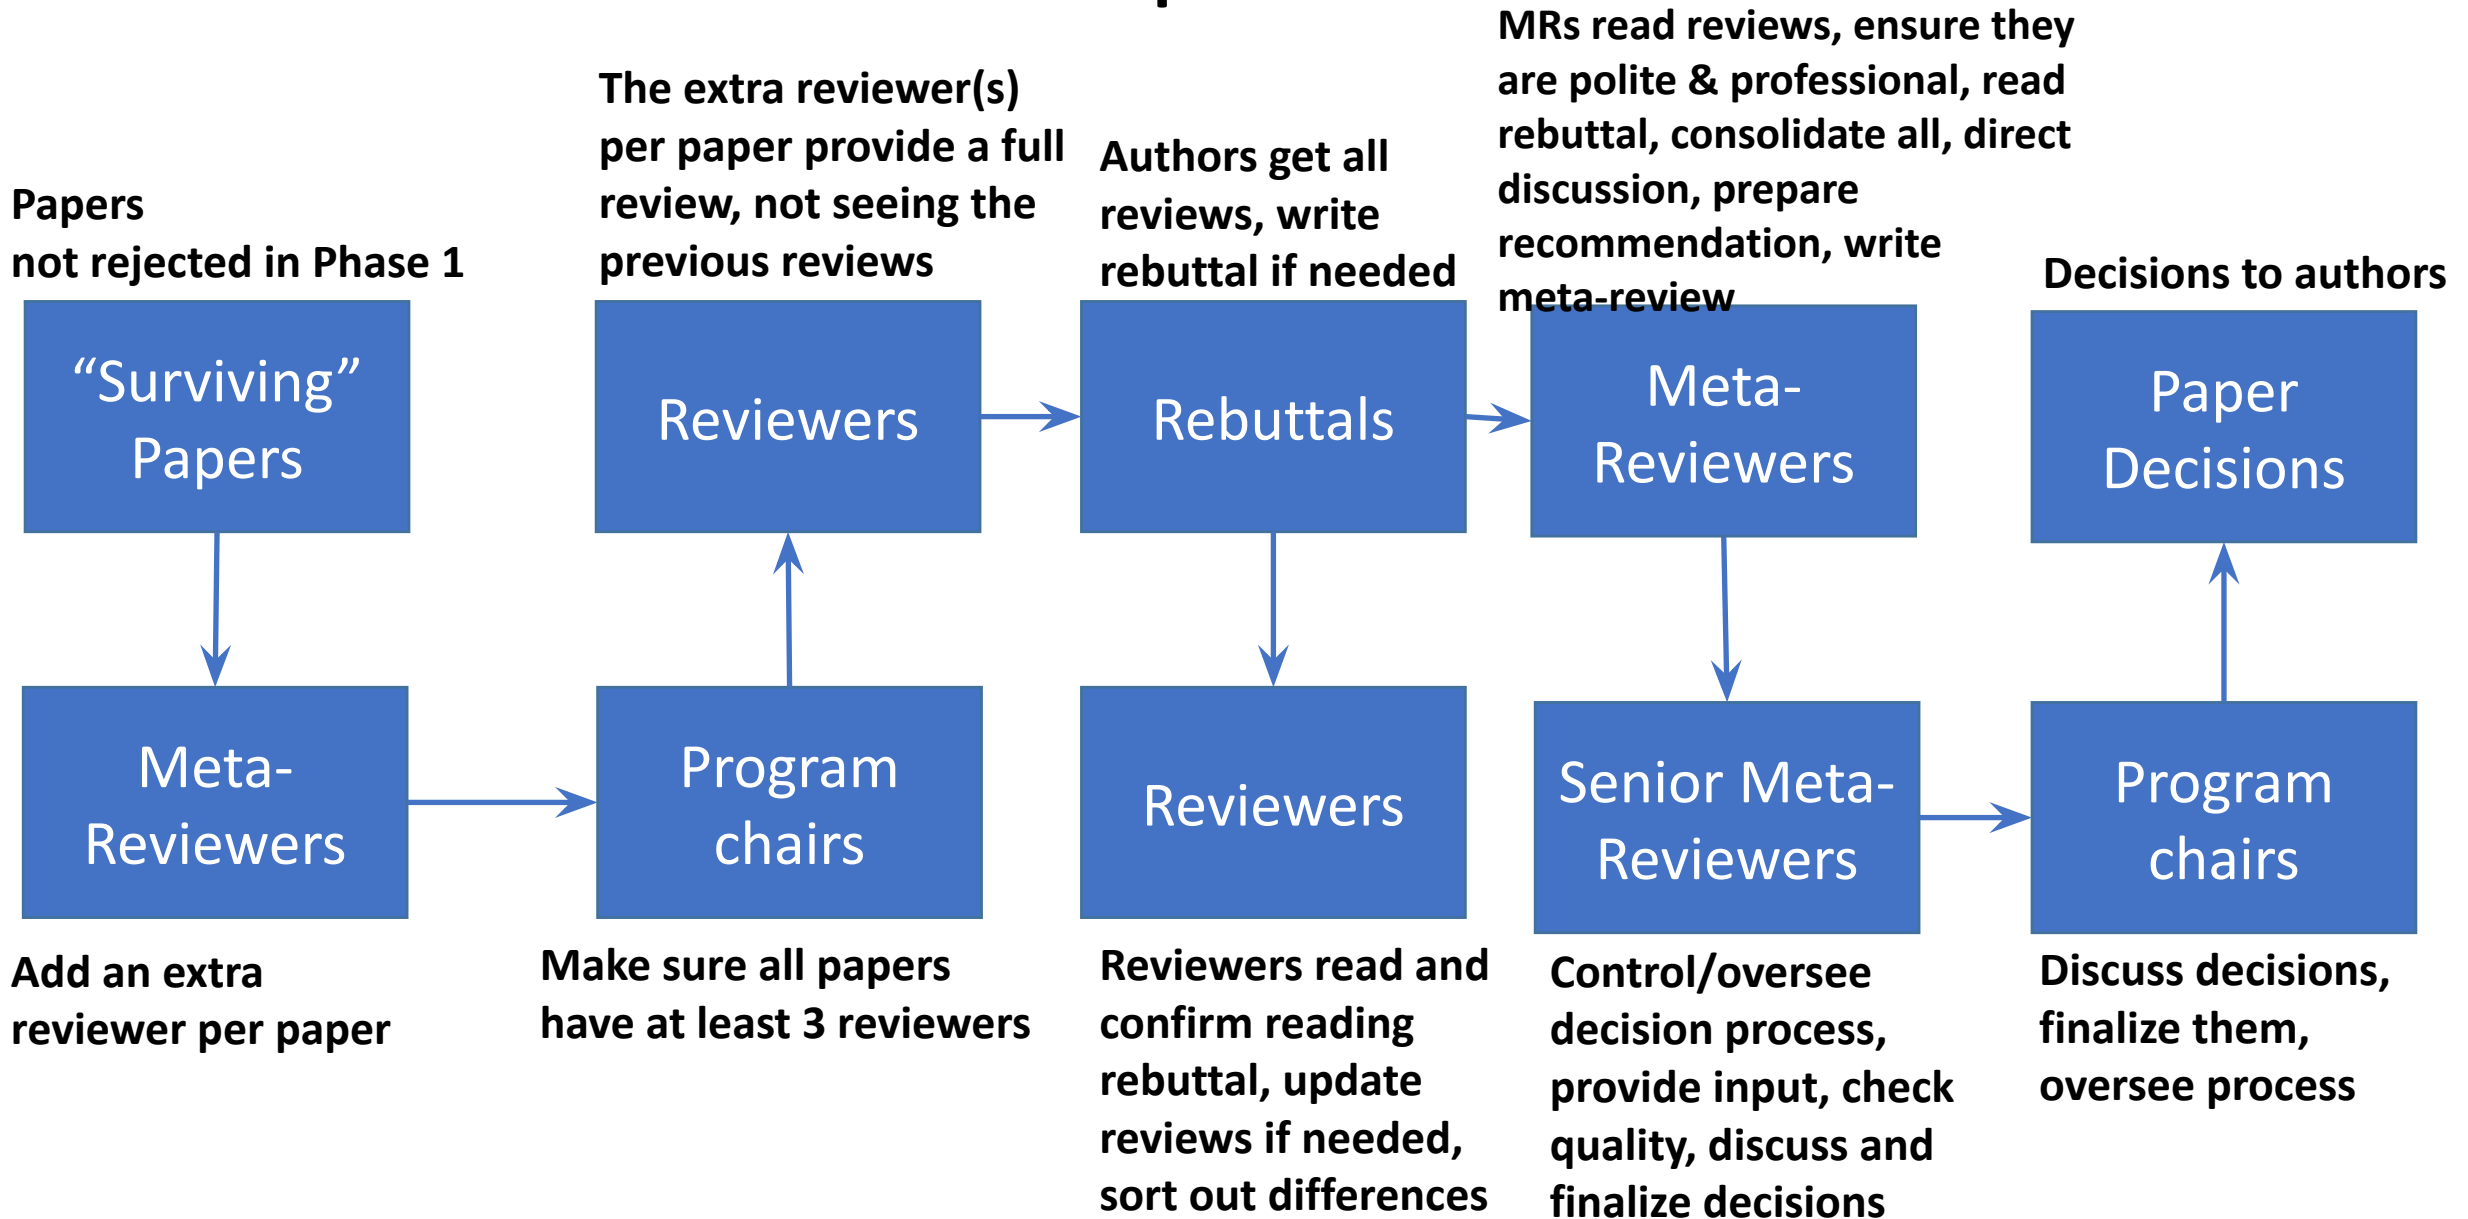 Papers
not rejected in Phase 1
“Surviving”
Papers
Meta-
Reviewers
Add an extra
reviewer per paper
The extra reviewer(s)
per paper provide a full
review, not seeing the
previous reviews
Reviewers
Program
chairs
Make sure all papers
have at least 3 reviewers
Authors get all
reviews, write
rebuttal if needed
Rebuttals
Reviewers
Reviewers read and
confirm reading
rebuttal, update
reviews if needed,
sort out differences
MRs read reviews, ensure they
are polite & professional, read
rebuttal, consolidate all, direct
discussion, prepare
recommendation, write
meta-review
Meta-
Reviewers
Senior Meta-
Reviewers
Control/oversee
decision process,
provide input, check
quality, discuss and
finalize decisions
Decisions to authors
Paper
Decisions
Program
chairs
Discuss decisions,
finalize them,
oversee process